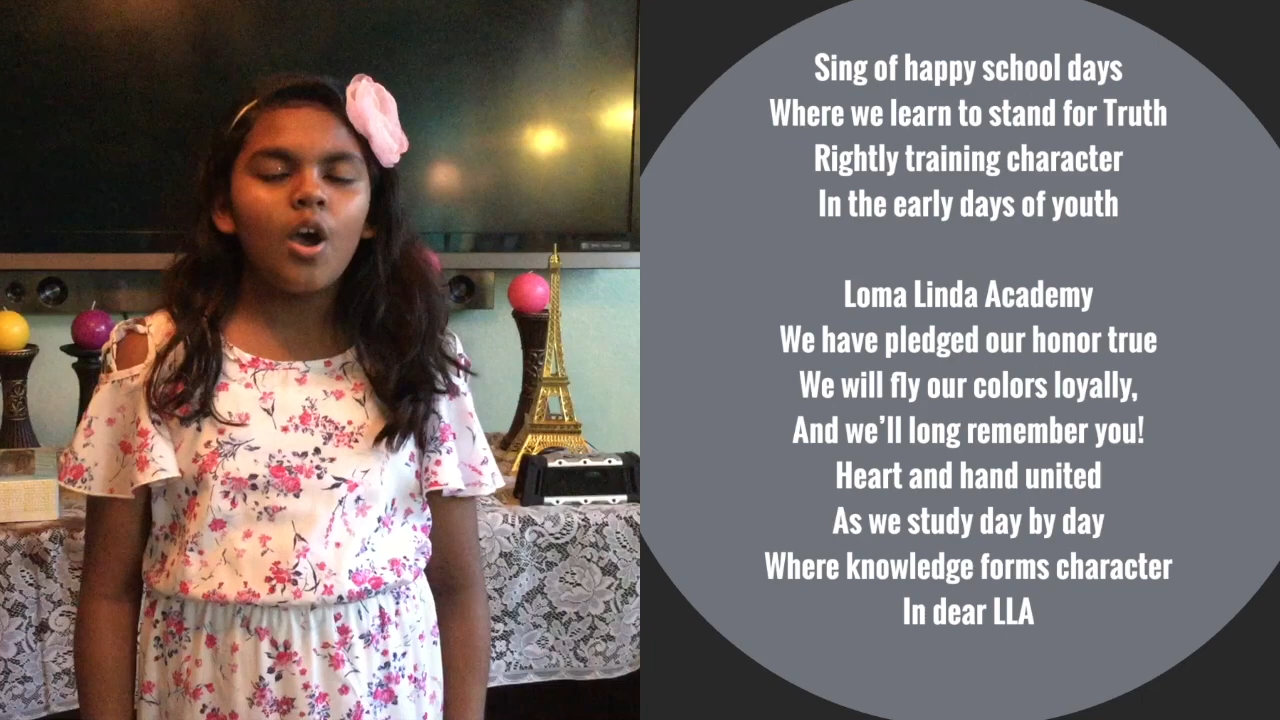 Sing of happy school days
Where we learn to stand for Truth
Rightly training character
In the early days of youth
Loma Linda Academy
We have pledged our honor true
We will fly our colors loyally,
And we’ll long remember you!
Heart and hand united
As we study day by day
Where knowledge forms character
In dear LLA